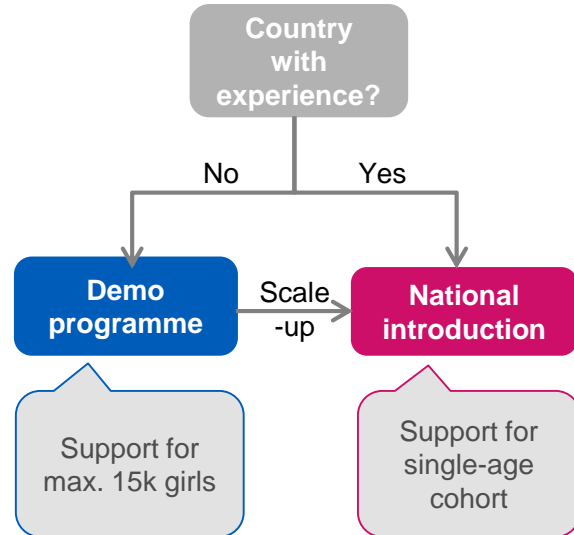 Country
with
experience?
No
Yes
Demo
programme
Scale
-up
National
introduction
Support for
max. 15k girls
Support for
single-age
cohort